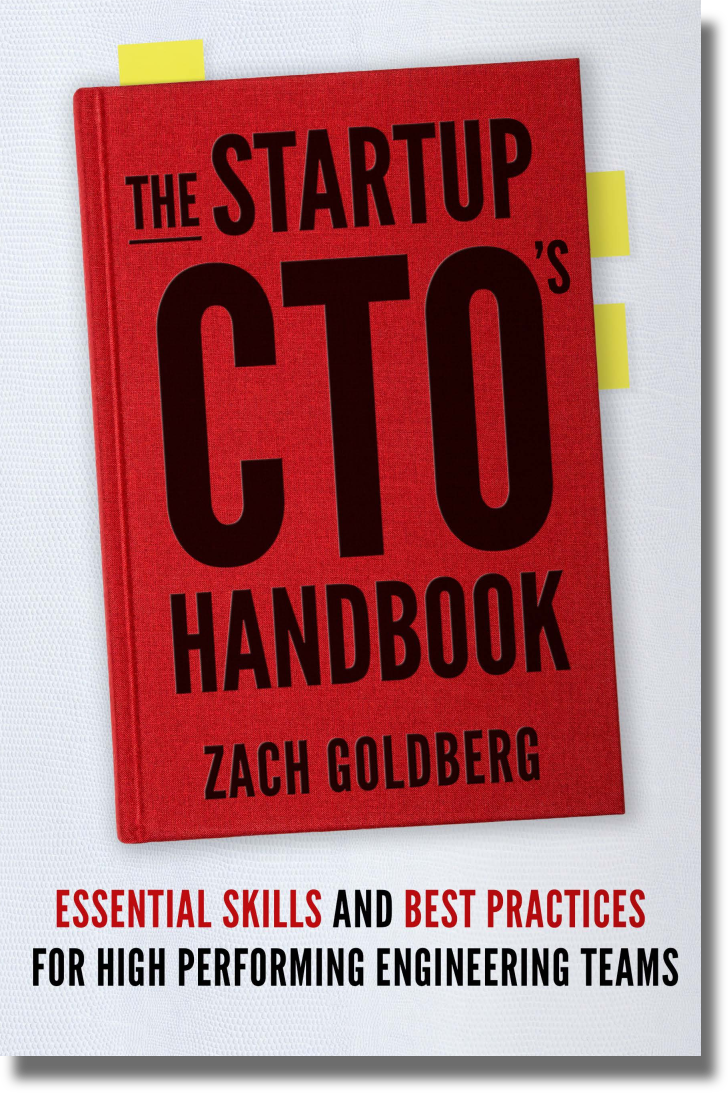 THE STARTUP
CTO'S
HANDBOOK
ZACH GOLDBERG
ESSENTIAL SKILLS AND BEST PRACTICES
FOR HIGH PERFORMING ENGINEERING TEAMS